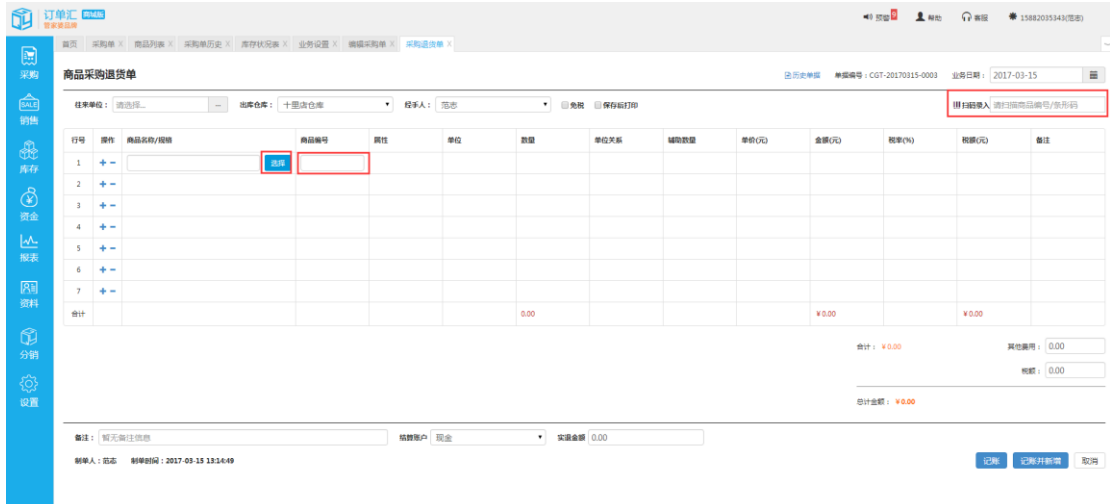 订单汇 商城版
管家婆品牌
预警 帮助 客服 15882035343(范志)
首页 采购单 X 商品列表 X 采购单历史 X 库存状况表 X 业务设置 X 编辑采购单 X 采购退货单 X
采购
SALE
销售
库存
资金
报表
资料
分销
设置
商品采购退货单
历史单据 单据编号：CGT-20170315-0003 业务日期： 2017-03-15
往来单位： 请选择... ... 出库仓库： 十里店仓库 经手人： 范志 免税 保存后打印 扫码录入 请扫描商品编号/条形码
行号 操作 商品名称/规格 商品编号 属性 单位 数量 单位关系 辅助数量 单价(元) 金额(元) 税率(%) 税额(元) 备注
1 + − 选择
2 + −
3 + −
4 + −
5 + −
6 + −
7 + −
合计 0.00 ￥0.00 ￥0.00
合计： ￥0.00 其他费用： 0.00
税额： 0.00
总计金额： ￥0.00
备注： 暂无备注信息 结算账户 现金 实退金额 0.00
制单人：范志 制单时间：2017-03-15 13:14:49
记账 记账并新增 取消